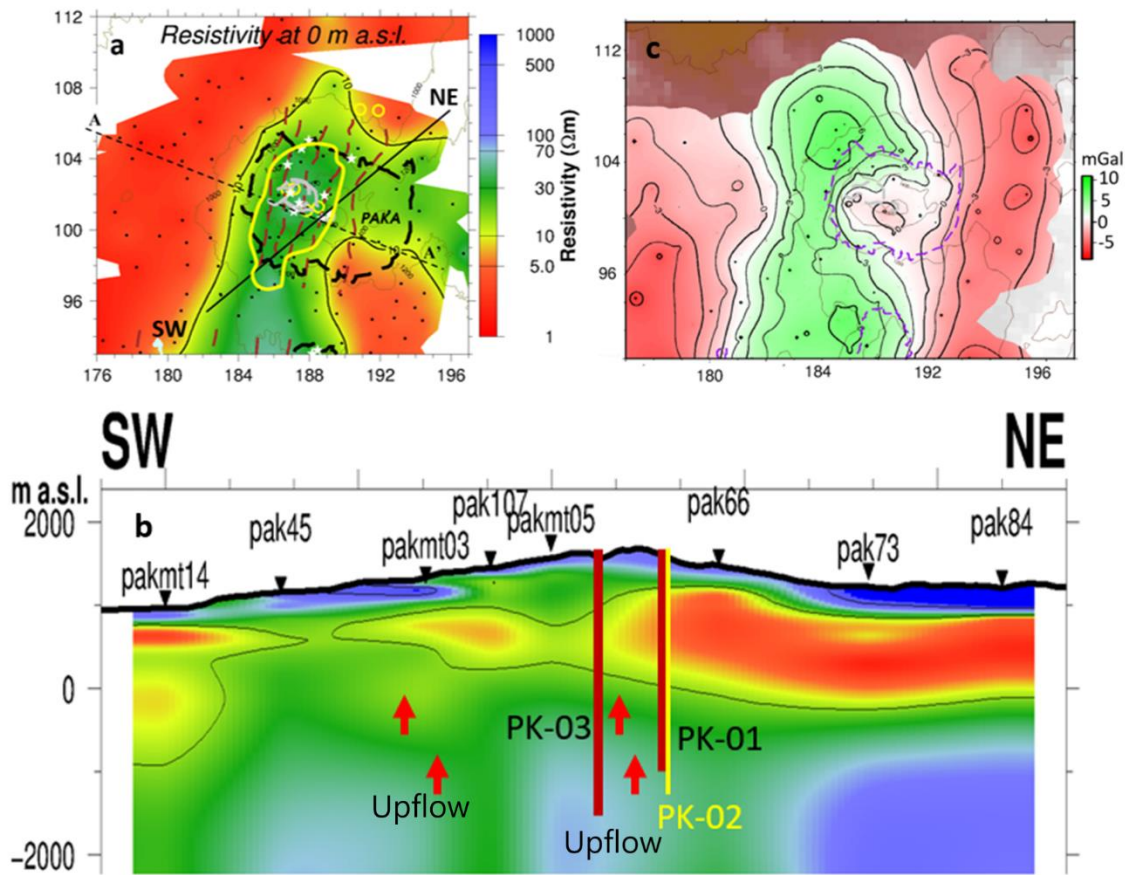 a
Resistivity at 0 m a.s.l.
112
108
104
100
96
176
180
184
188
192
196
A
NE
SW
PAKA
A'
10
1000
1200
1000
500
100
70
30
10
5.0
1
Resistivity (Ωm)
c
112
104
96
180
184
192
196
mGal
10
5
0
-5
SW
NE
m a.s.l.
2000
0
-2000
b
pakmt14
pak45
pakmt03
pak107
pakmt05
pak66
pak73
pak84
PK-03
PK-01
PK-02
Upflow
Upflow